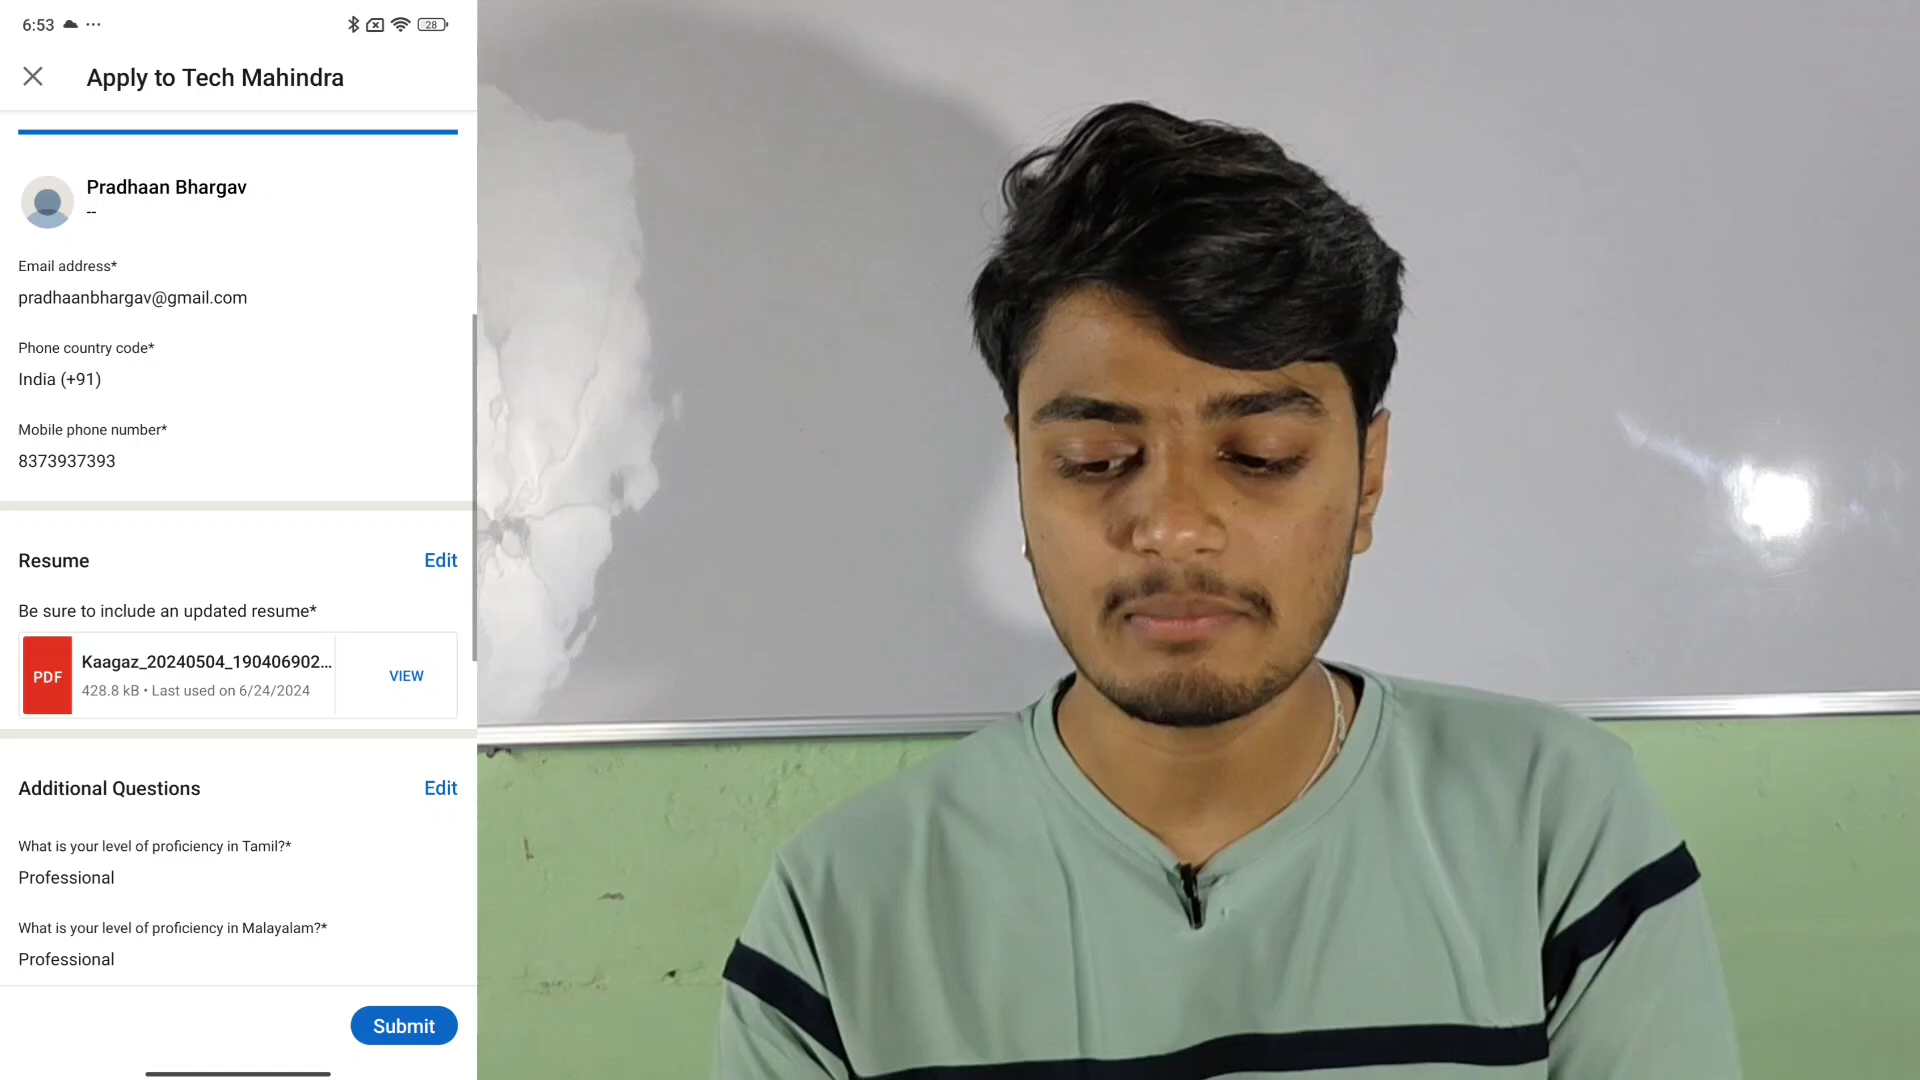 6:53
28
Apply to Tech Mahindra
Pradhaan Bhargav
--
Email address*
pradhaanbhargav@gmail.com
Phone country code*
India (+91)
Mobile phone number*
8373937393
Resume
Edit
Be sure to include an updated resume*
PDF
Kaagaz_20240504_190406902...
428.8 kB • Last used on 6/24/2024
VIEW
Additional Questions
Edit
What is your level of proficiency in Tamil?*
Professional
What is your level of proficiency in Malayalam?*
Professional
Submit